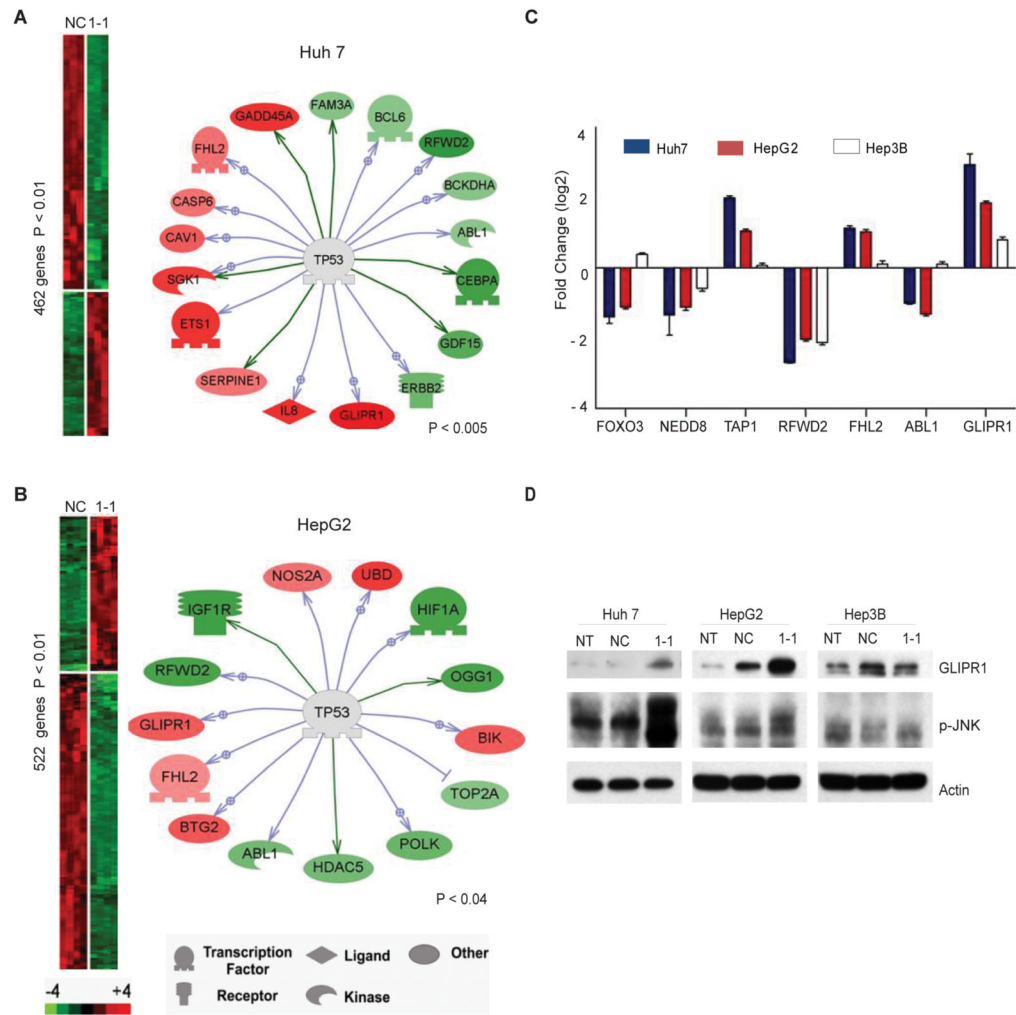 A
NC 1-1
462 genes P < 0.01
Huh 7
FAM3A
GADD45A
BCL6
FHL2
RFWD2
CASP6
BCKDHA
CAV1
ABL1
TP53
SGK1
CEBPA
ETS1
GDF15
SERPINE1
ERBB2
IL8
GLIPR1
P < 0.005
B
NC 1-1
522 genes P < 0.01
HepG2
NOS2A
UBD
IGF1R
HIF1A
RFWD2
OGG1
TP53
GLIPR1
BIK
FHL2
TOP2A
BTG2
ABL1
POLK
HDAC5
P < 0.04
-4 +4
Transcription Factor
Ligand
Other
Receptor
Kinase
C
Fold Change (log2)
4
2
0
- 2
- 4
Huh7 HepG2 Hep3B
FOXO3 NEDD8 TAP1 RFWD2 FHL2 ABL1 GLIPR1
D
Huh 7 HepG2 Hep3B
NT NC 1-1 NT NC 1-1 NT NC 1-1
GLIPR1
p-JNK
Actin